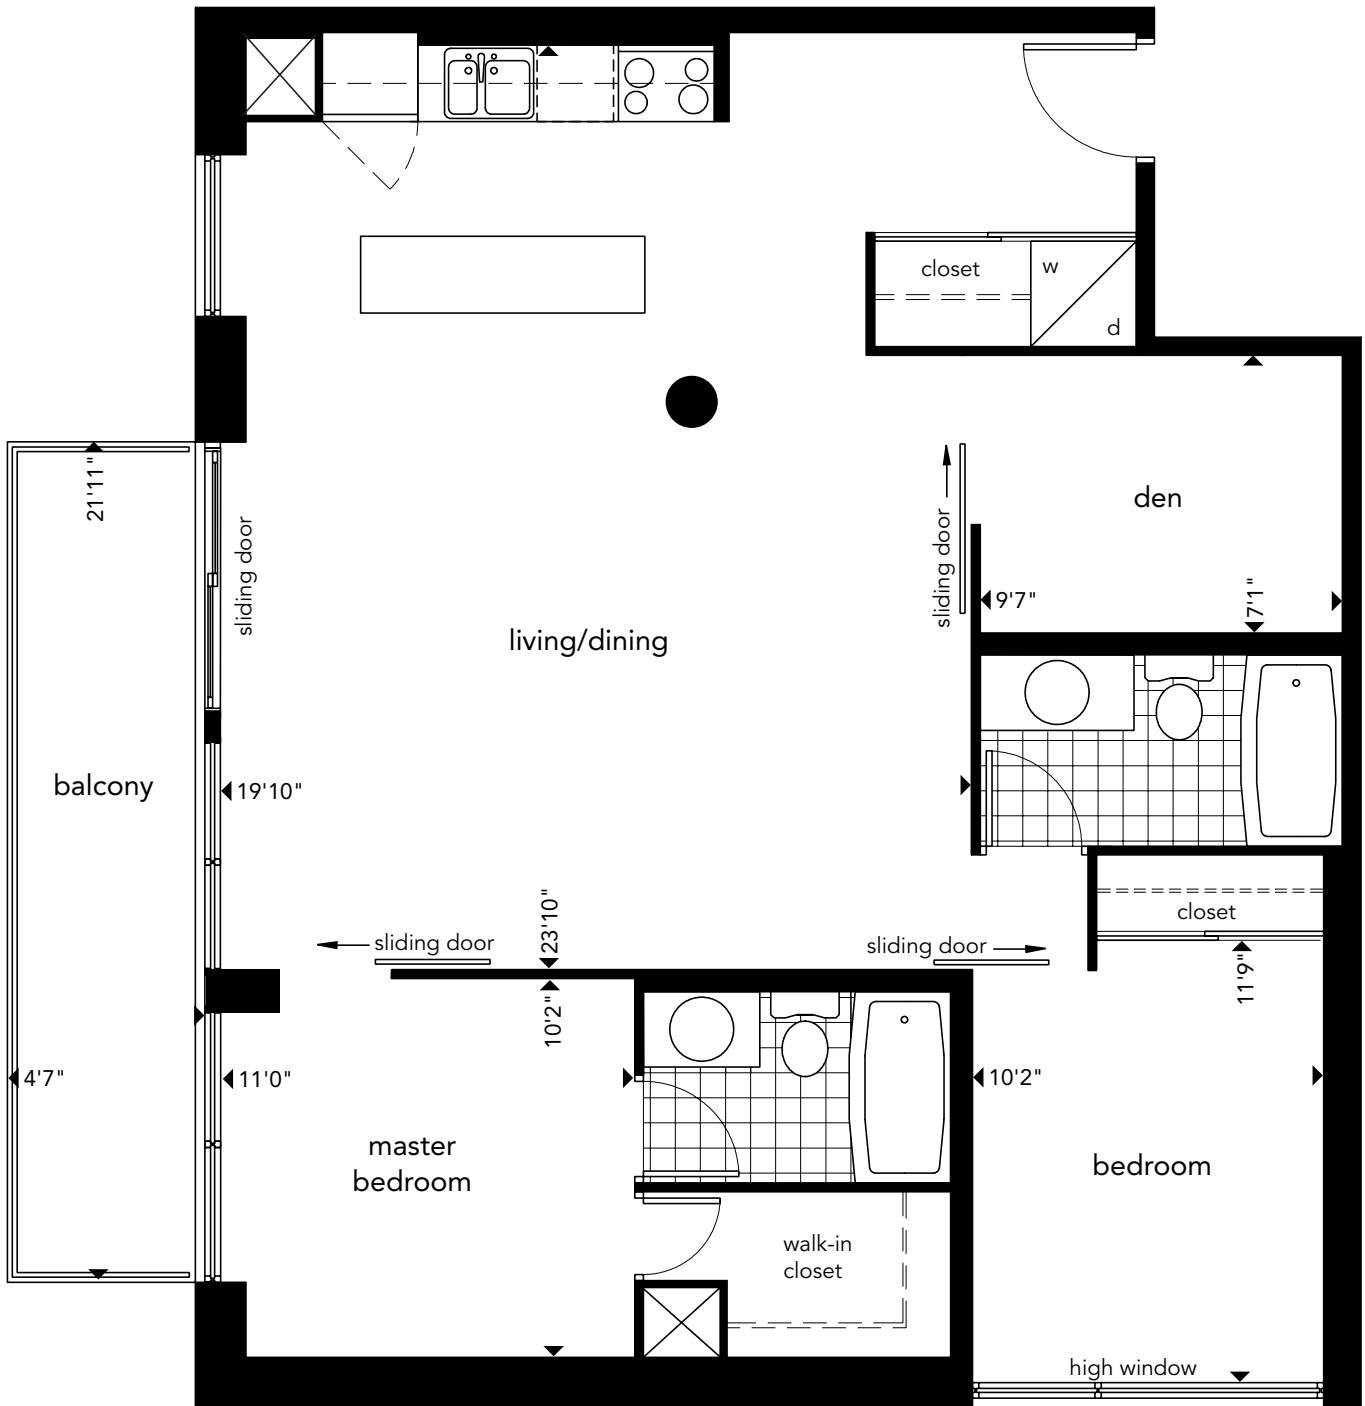 closet
w
d
21'11"
sliding door
sliding door
den
9'7"
7'1"
living/dining
balcony
19'10"
23'10"
closet
sliding door
sliding door
10'2"
11'9"
4'7"
11'0"
10'2"
master
bedroom
bedroom
walk-in
closet
high window